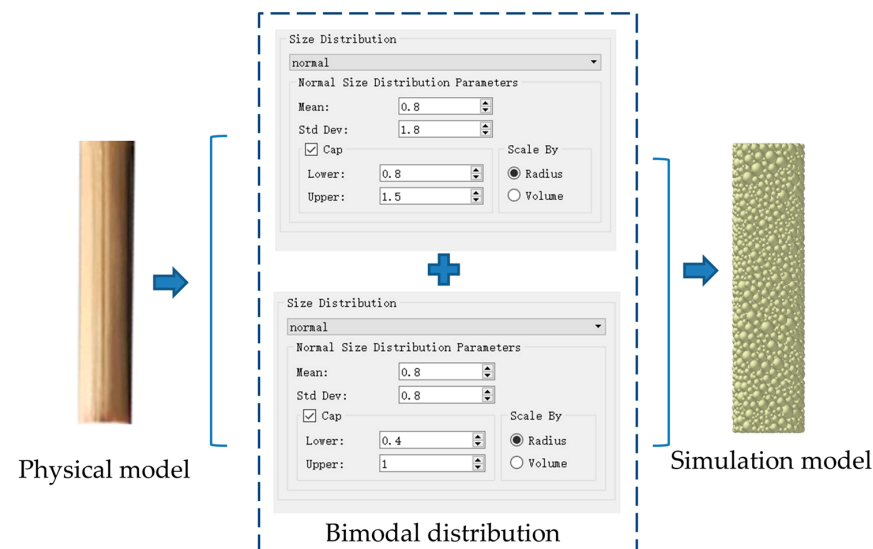 Size Distribution
normal
Normal Size Distribution Parameters
Mean: 0.8
Std Dev: 1.8
Cap
Scale By
Lower: 0.8
Radius
Upper: 1.5
Volume
Size Distribution
normal
Normal Size Distribution Parameters
Mean: 0.8
Std Dev: 0.8
Cap
Scale By
Lower: 0.4
Radius
Upper: 1
Volume
Physical model
Simulation model
Bimodal distribution